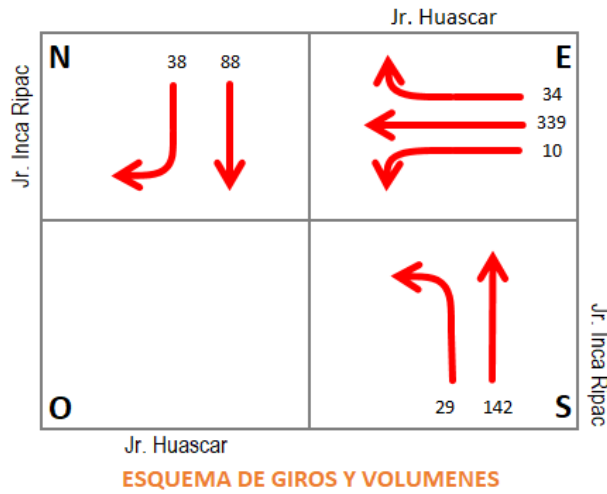 Jr. Huascar
N
38 88
E
34
339
10
Jr. Inca Ripac
O
29 142
S
Jr. Inca Ripac
Jr. Huascar
ESQUEMA DE GIROS Y VOLUMENES